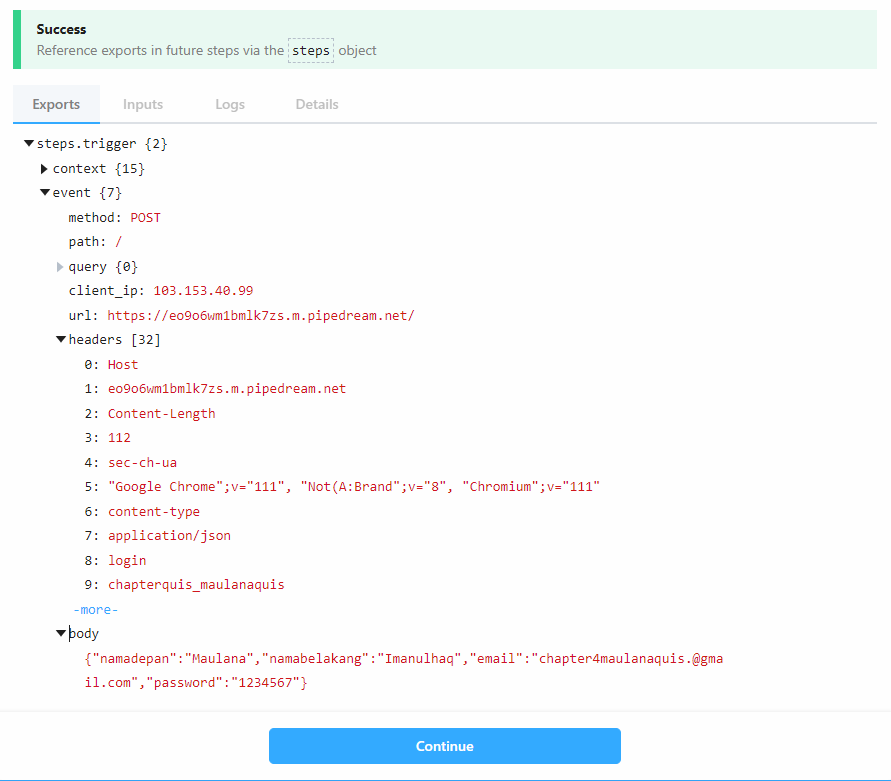 Success
Reference exports in future steps via the steps object
Exports Inputs Logs Details
steps.trigger {2}
context {15}
event {7}
method: POST
path: /
query {0}
client_ip: 103.153.40.99
url: https://eo9o6wm1bmlk7zs.m.pipedream.net/
headers [32]
0: Host
1: eo9o6wm1bmlk7zs.m.pipedream.net
2: Content-Length
3: 112
4: sec-ch-ua
5: "Google Chrome";v="111", "Not(A:Brand";v="8", "Chromium";v="111"
6: content-type
7: application/json
8: login
9: chapterquis_maulanaquis
-more-
body
{"namadepan":"Maulana","namabelakang":"Imanulhaq","email":"chapter4maulanaquis.@gma
il.com","password":"1234567"}
Continue